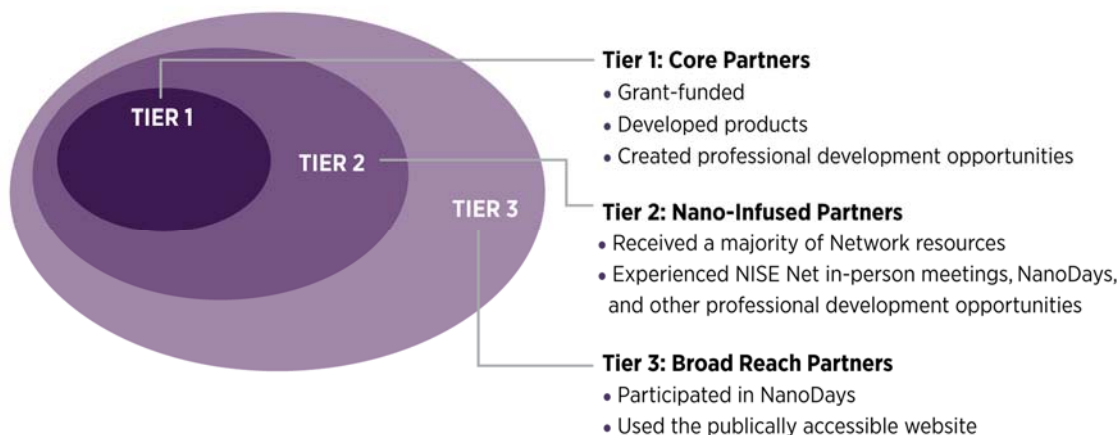 TIER 1
TIER 2
TIER 3
Tier 1: Core Partners
• Grant-funded
• Developed products
• Created professional development opportunities
Tier 2: Nano-Infused Partners
• Received a majority of Network resources
• Experienced NISE Net in-person meetings, NanoDays,
and other professional development opportunities
Tier 3: Broad Reach Partners
• Participated in NanoDays
• Used the publically accessible website